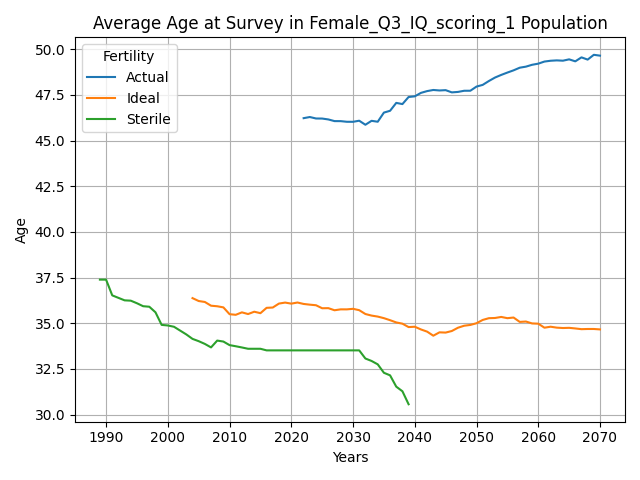 Average Age at Survey in Female_Q3_IQ_scoring_1 Population
Fertility
Actual
Ideal
Sterile
50.0
47.5
45.0
42.5
40.0
37.5
35.0
32.5
30.0
Age
1990 2000 2010 2020 2030 2040 2050 2060 2070
Years